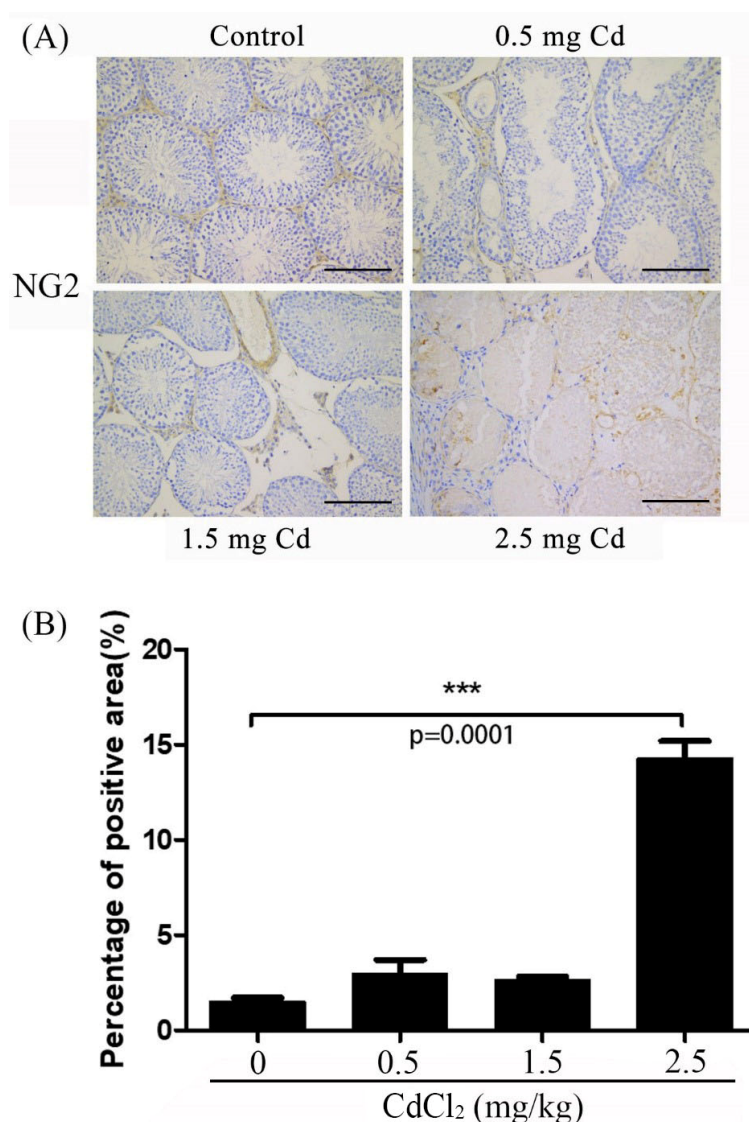 (A)
Control 0.5 mg Cd
NG2
1.5 mg Cd 2.5 mg Cd
(B)
Percentage of positive area(%)
20
15
10
5
0
***
p=0.0001
0 0.5 1.5 2.5
CdCl₂ (mg/kg)